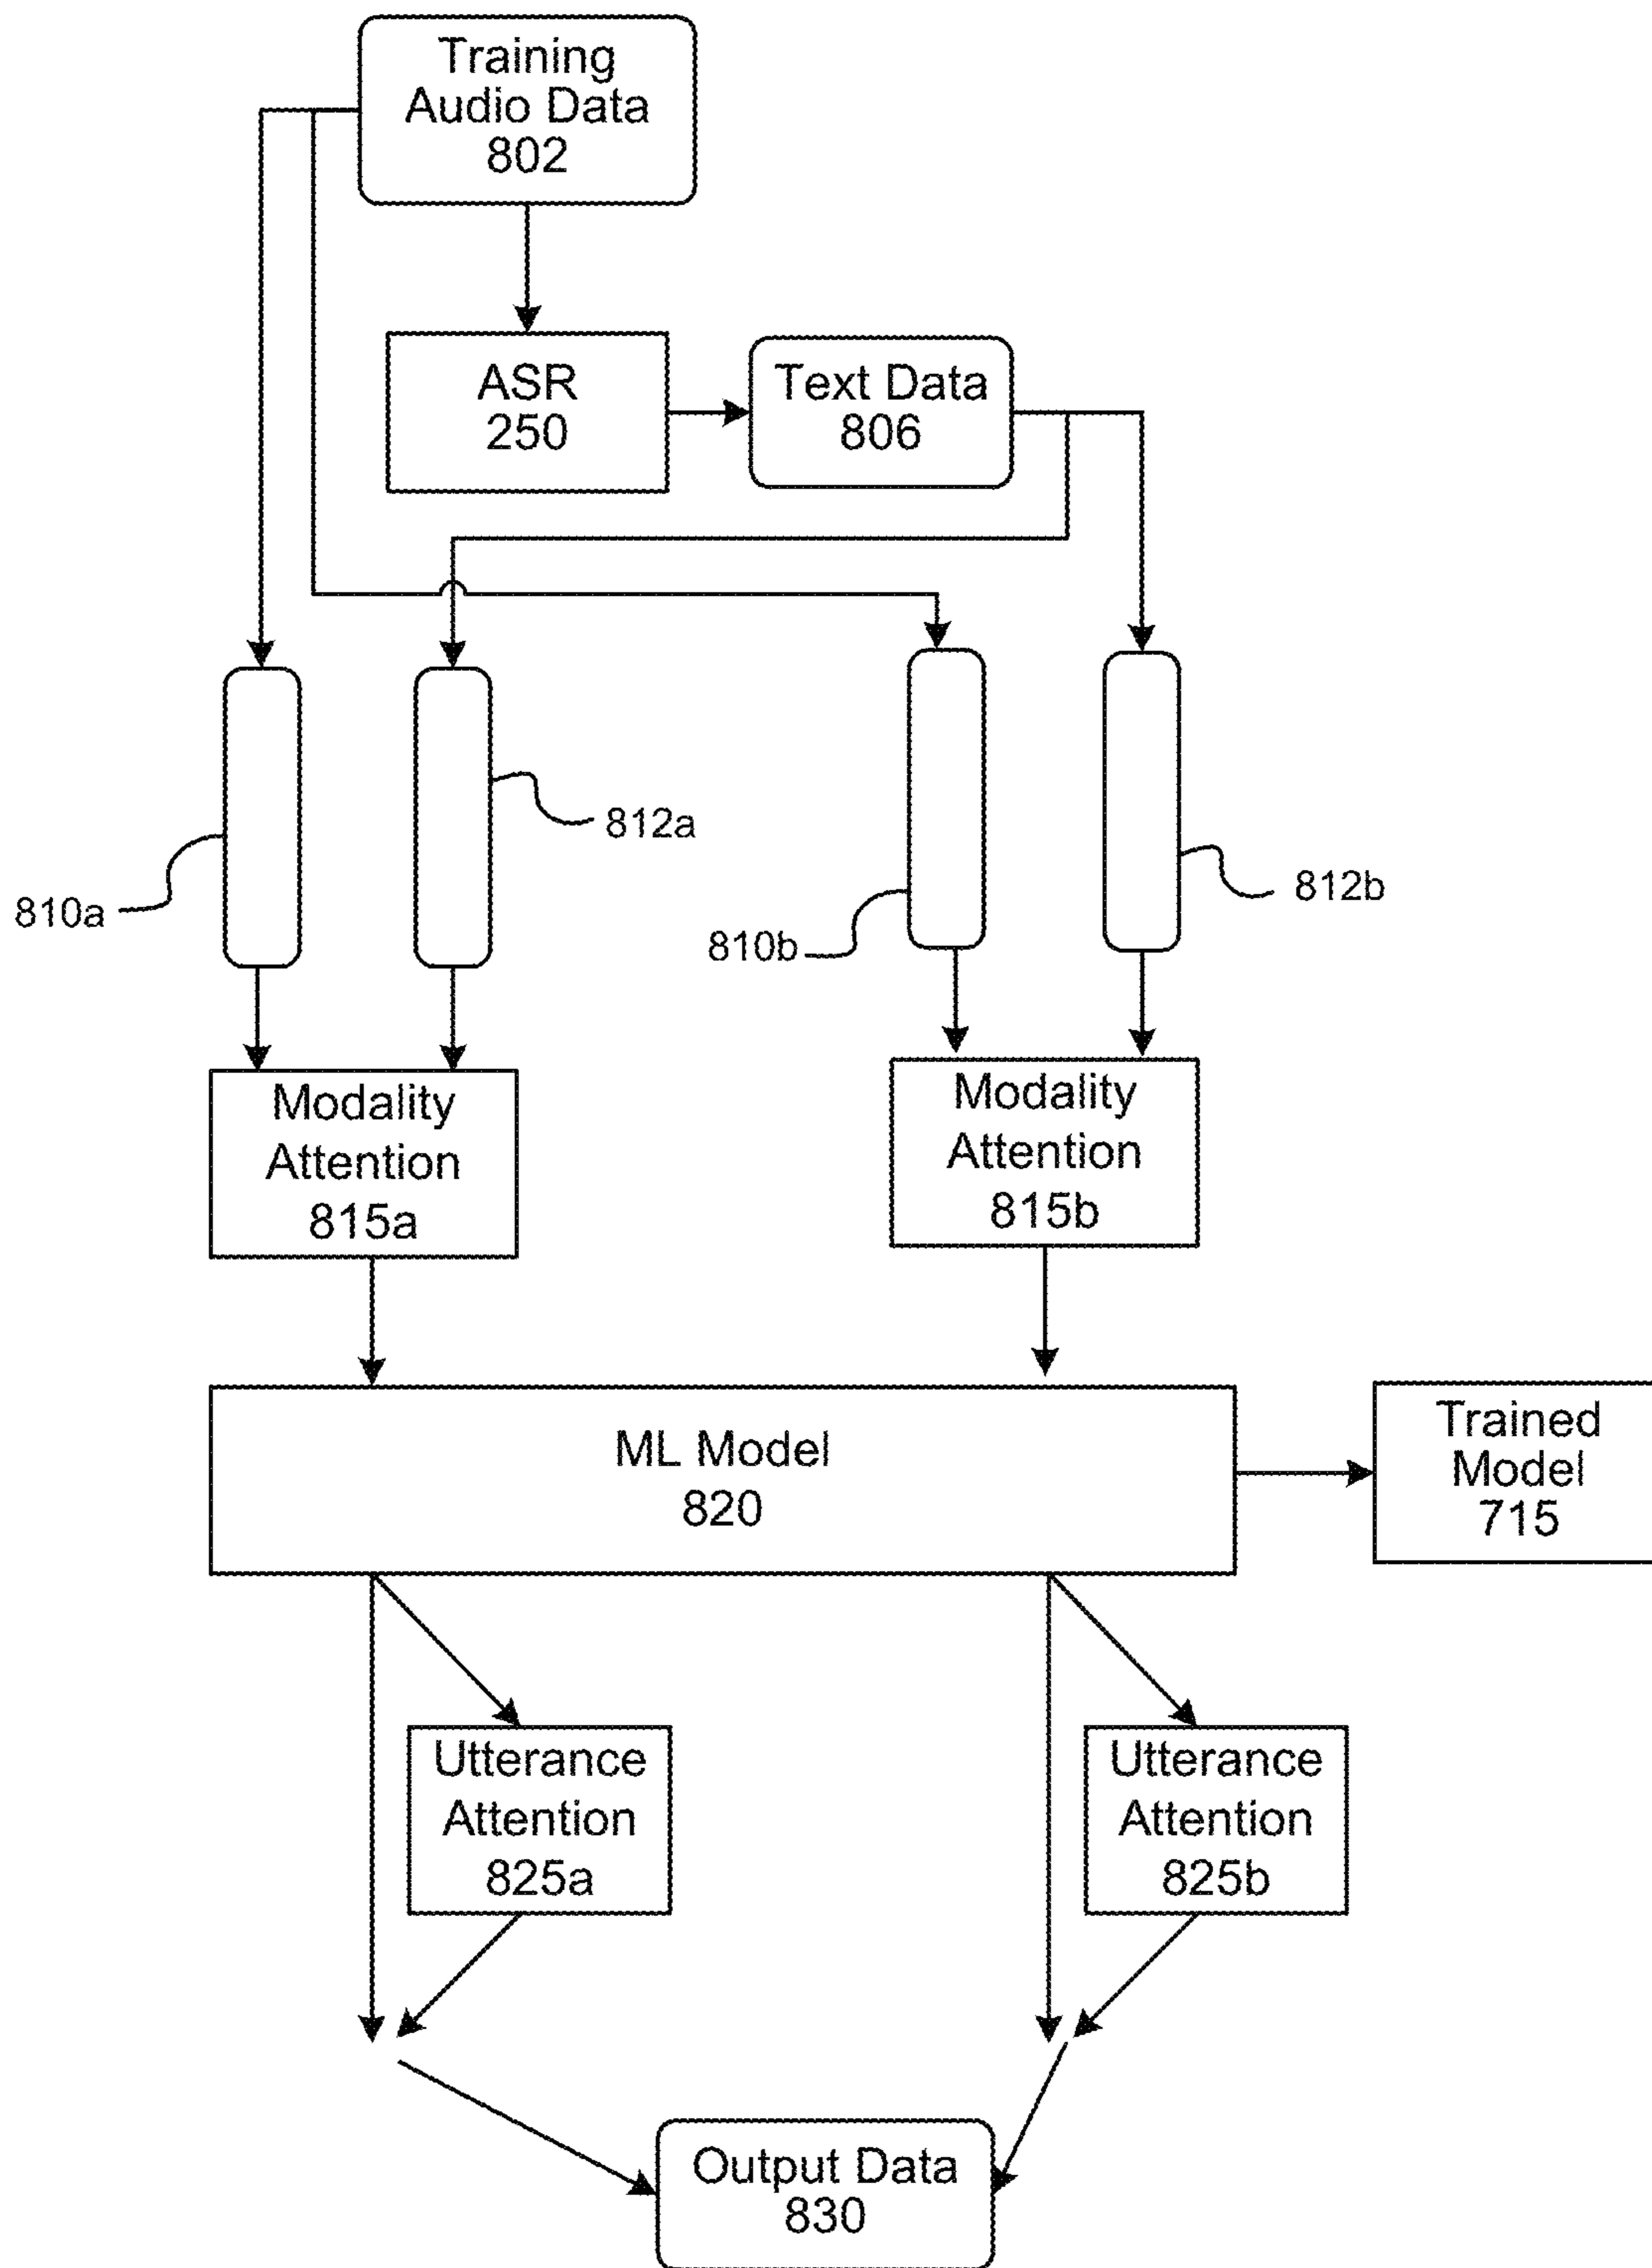 Training
Audio Data
802
ASR
250
Text Data
806
812a
810a
812b
810b
Modality
Attention
815a
Modality
Attention
815b
ML Model
820
Trained
Model
715
Utterance
Attention
825a
Utterance
Attention
825b
Output Data
830